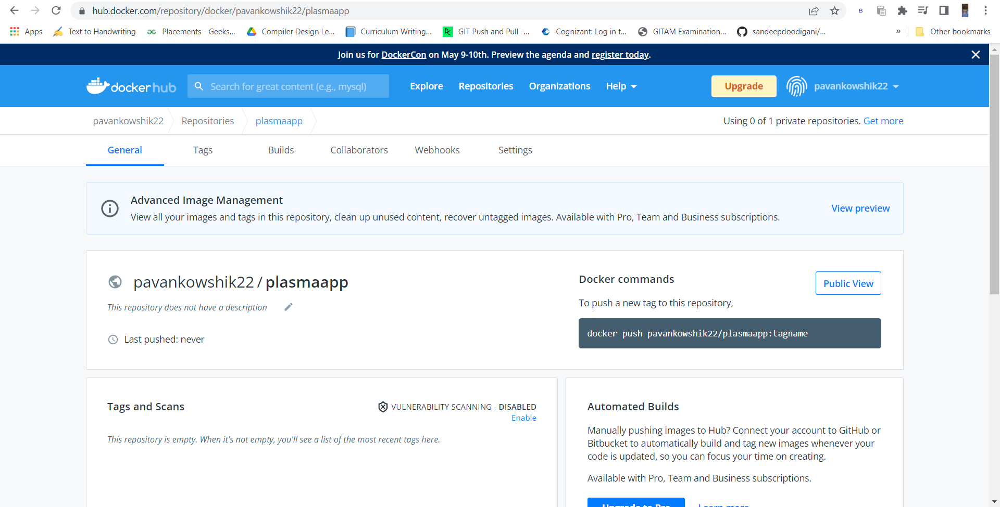 hub.docker.com/repository/docker/pavankowshik22/plasmaapp
B
Apps Text to Handwriting Placements - Geeks... Compiler Design Le... Curriculum Writing... DC GIT Push and Pull -... Cognizant: Log in t... GITAM Examination... sandeepdoodigani/... » Other bookmarks
Join us for DockerCon on May 9-10th. Preview the agenda and register today.
dockerhub Search for great content (e.g., mysql) Explore Repositories Organizations Help Upgrade pavankowshik22
pavankowshik22 Repositories plasmaapp Using 0 of 1 private repositories. Get more
General Tags Builds Collaborators Webhooks Settings
Advanced Image Management
View all your images and tags in this repository, clean up unused content, recover untagged images. Available with Pro, Team and Business subscriptions.
View preview
pavankowshik22 / plasmaapp
This repository does not have a description
Last pushed: never
Docker commands
Public View
To push a new tag to this repository,
docker push pavankowshik22/plasmaapp:tagname
Tags and Scans
VULNERABILITY SCANNING - DISABLED
Enable
This repository is empty. When it's not empty, you'll see a list of the most recent tags here.
Automated Builds
Manually pushing images to Hub? Connect your account to GitHub or
Bitbucket to automatically build and tag new images whenever your
code is updated, so you can focus your time on creating.
Available with Pro, Team and Business subscriptions.
Upgrade to Pro Learn more